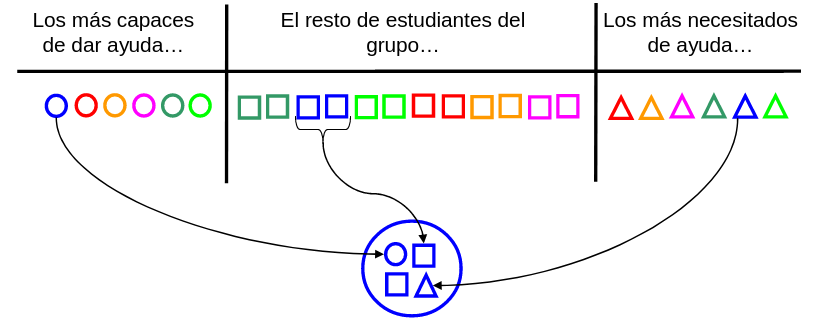 Los más capaces
de dar ayuda…
El resto de estudiantes del
grupo…
Los más necesitados
de ayuda…